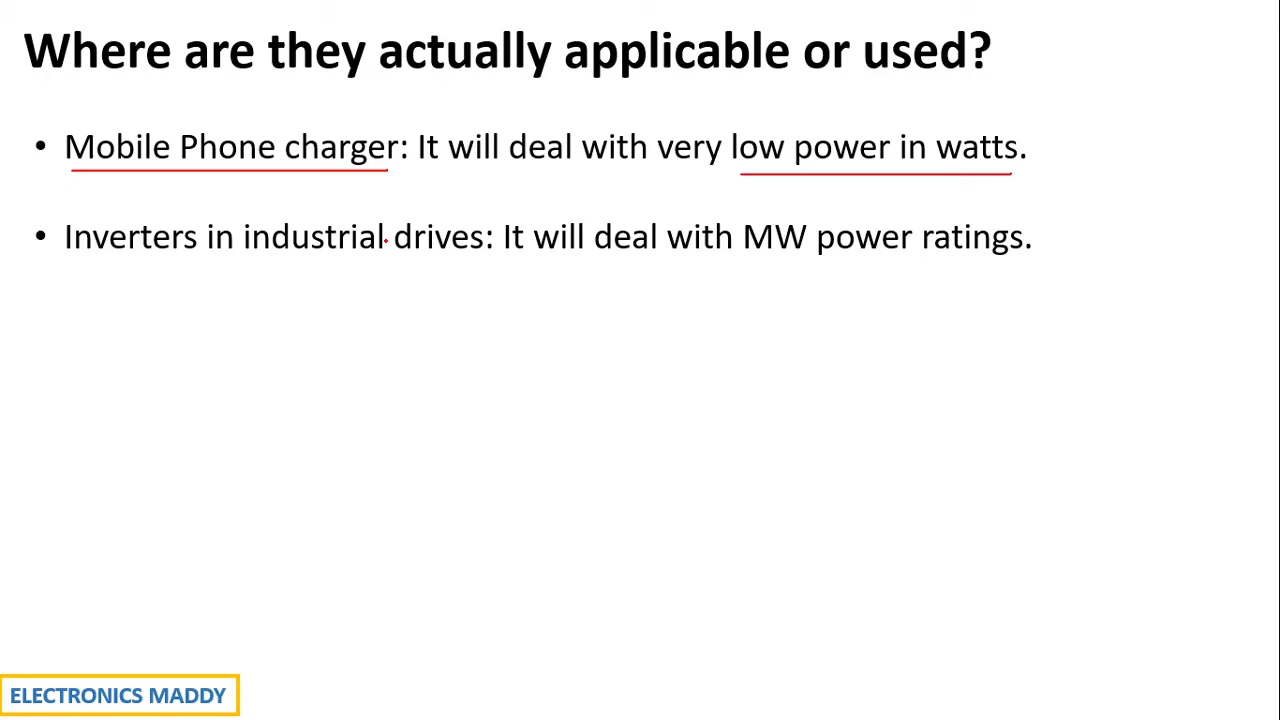 Where are they actually applicable or used?
• Mobile Phone charger: It will deal with very low power in watts.
• Inverters in industrial drives: It will deal with MW power ratings.
ELECTRONICS MADDY